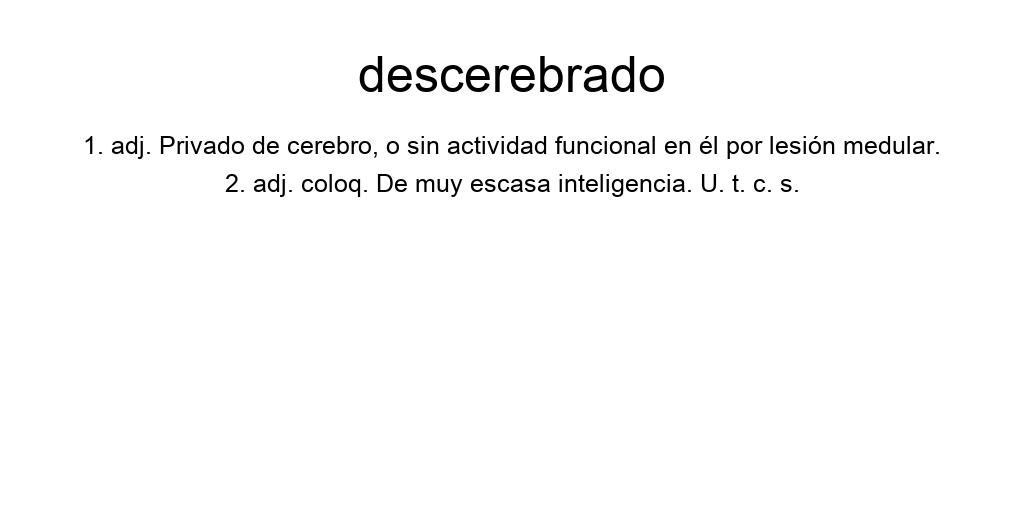 descerebrado
1. adj. Privado de cerebro, o sin actividad funcional en él por lesión medular.
2. adj. coloq. De muy escasa inteligencia. U. t. c. s.